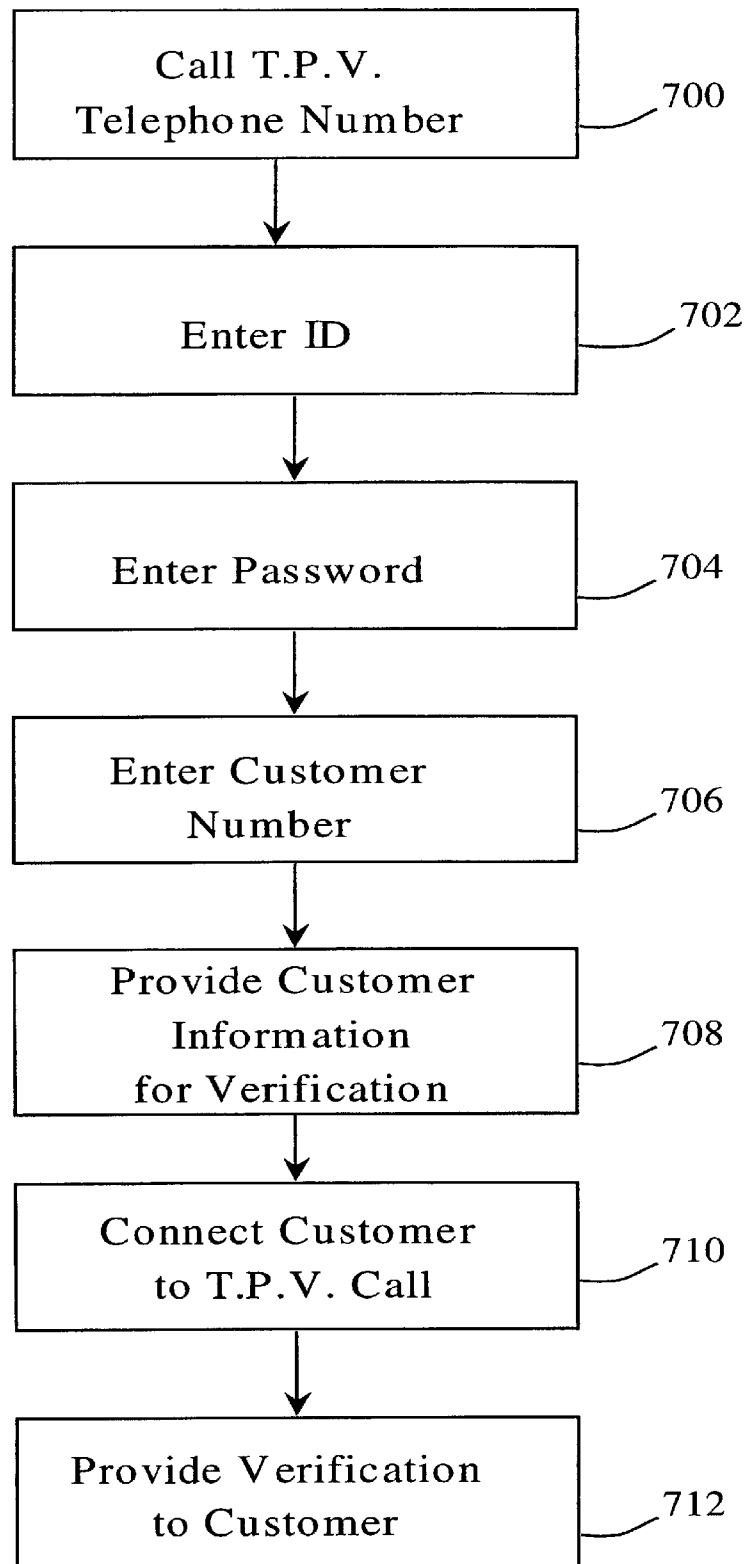 Call T.P.V.
Telephone Number
700
Enter ID
702
Enter Password
704
Enter Customer
Number
706
Provide Customer
Information
for Verification
708
Connect Customer
to T.P.V. Call
710
Provide Verification
to Customer
712